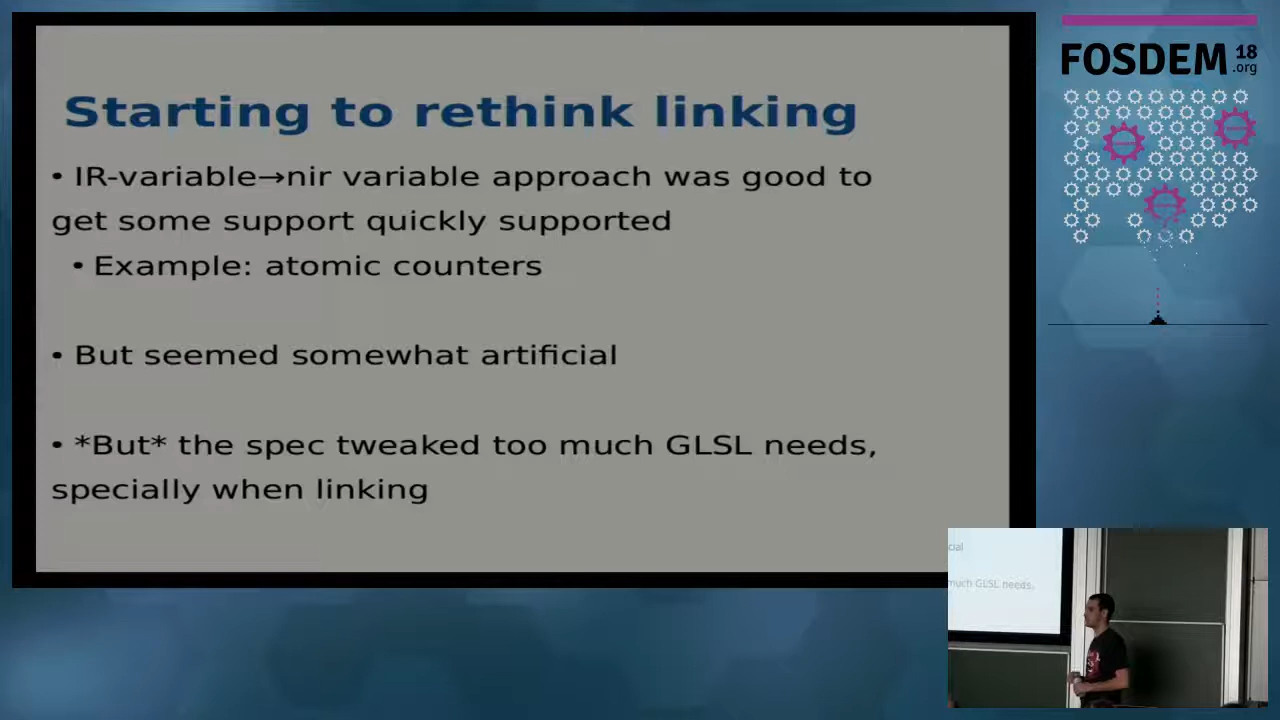 Starting to rethink linking
• IR-variable→nir variable approach was good to
get some support quickly supported
• Example: atomic counters
• But seemed somewhat artificial
• *But* the spec tweaked too much GLSL needs,
specially when linking
FOSDEM 18
.org
cial
much GLSL needs,